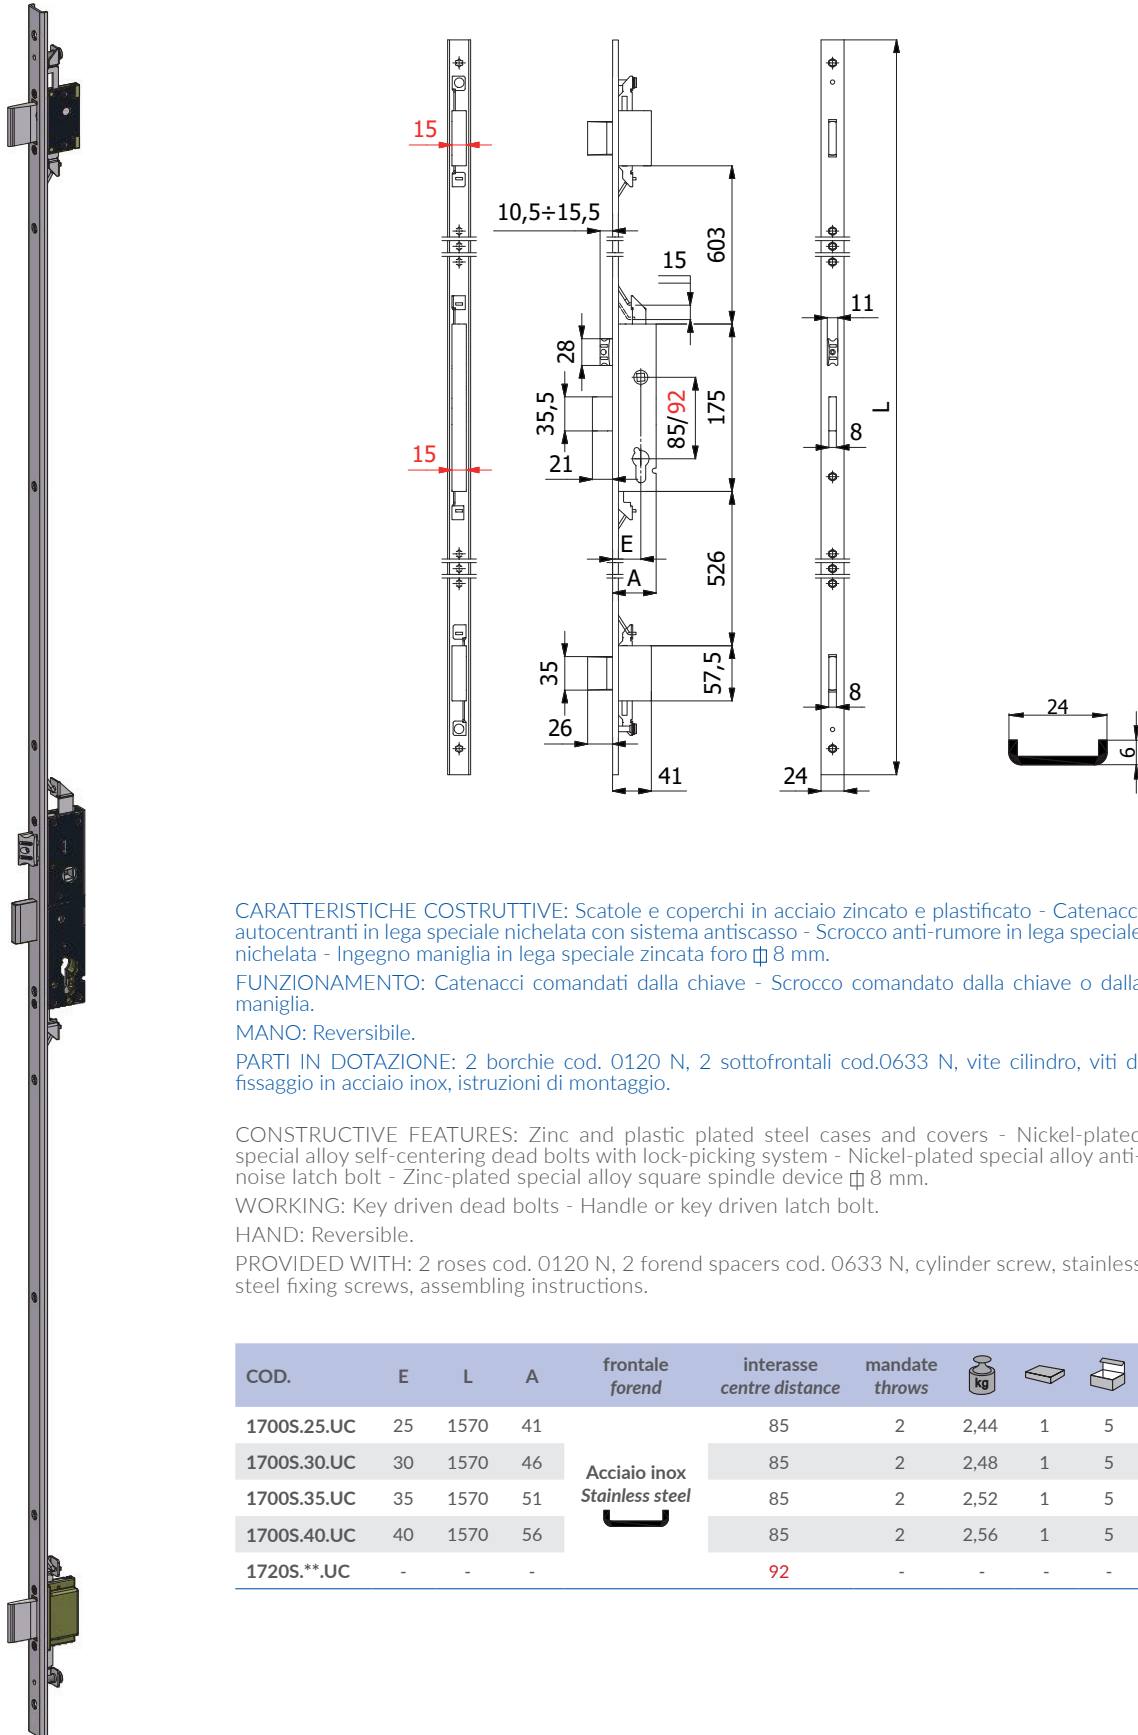 15
10,5÷15,5
603
15
11
28
35,5
85/92
175
L
8
15
21
E
526
A
35
57,5
8
26
24
6
41
24
CARATTERISTICHE COSTRUTTIVE: Scatole e coperchi in acciaio zincato e plastificato - Catenacci
autocentranti in lega speciale nichelata con sistema antiscasso - Scrocco anti-rumore in lega speciale
nichelata - Ingegno maniglia in lega speciale zincata foro 8 mm.
FUNZIONAMENTO: Catenacci comandati dalla chiave - Scrocco comandato dalla chiave o dalla
maniglia.
MANO: Reversibile.
PARTI IN DOTAZIONE: 2 borchie cod. 0120 N, 2 sottofrontali cod.0633 N, vite cilindro, viti d
fissaggio in acciaio inox, istruzioni di montaggio.
CONSTRUCTIVE FEATURES: Zinc and plastic plated steel cases and covers - Nickel-plated
special alloy self-centering dead bolts with lock-picking system - Nickel-plated special alloy anti-
noise latch bolt - Zinc-plated special alloy square spindle device 8 mm.
WORKING: Key driven dead bolts - Handle or key driven latch bolt.
HAND: Reversible.
PROVIDED WITH: 2 roses cod. 0120 N, 2 forend spacers cod. 0633 N, cylinder screw, stainless
steel fixing screws, assembling instructions.
COD. E L A frontale forend interasse centre distance mandate throws kg
1700S.25.UC 25 1570 41 85 2 2,44 1 5
1700S.30.UC 30 1570 46 85 2 2,48 1 5
Acciaio inox
Stainless steel
1700S.35.UC 35 1570 51 85 2 2,52 1 5
1700S.40.UC 40 1570 56 85 2 2,56 1 5
1720S.**.UC - - - 92 - - - -